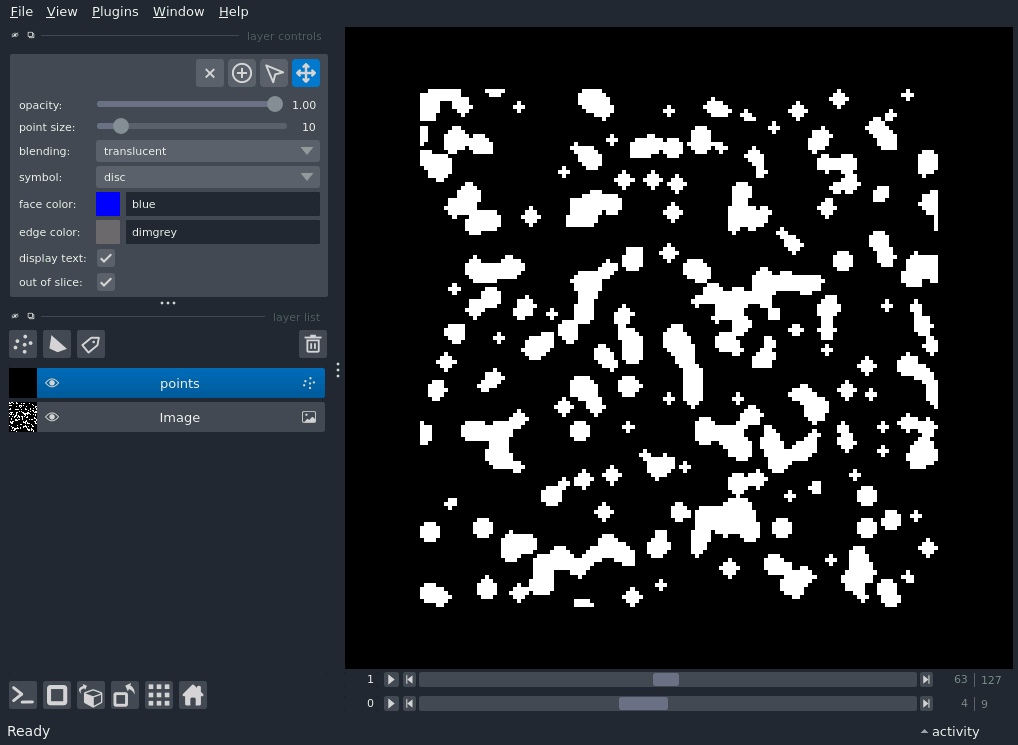 File View Plugins Window Help
layer controls
opacity: 1.00
point size: 10
blending: translucent
symbol: disc
face color: blue
edge color: dimgrey
display text:
out of slice:
layer list
points
Image
1 63 127
0 4 9
Ready activity